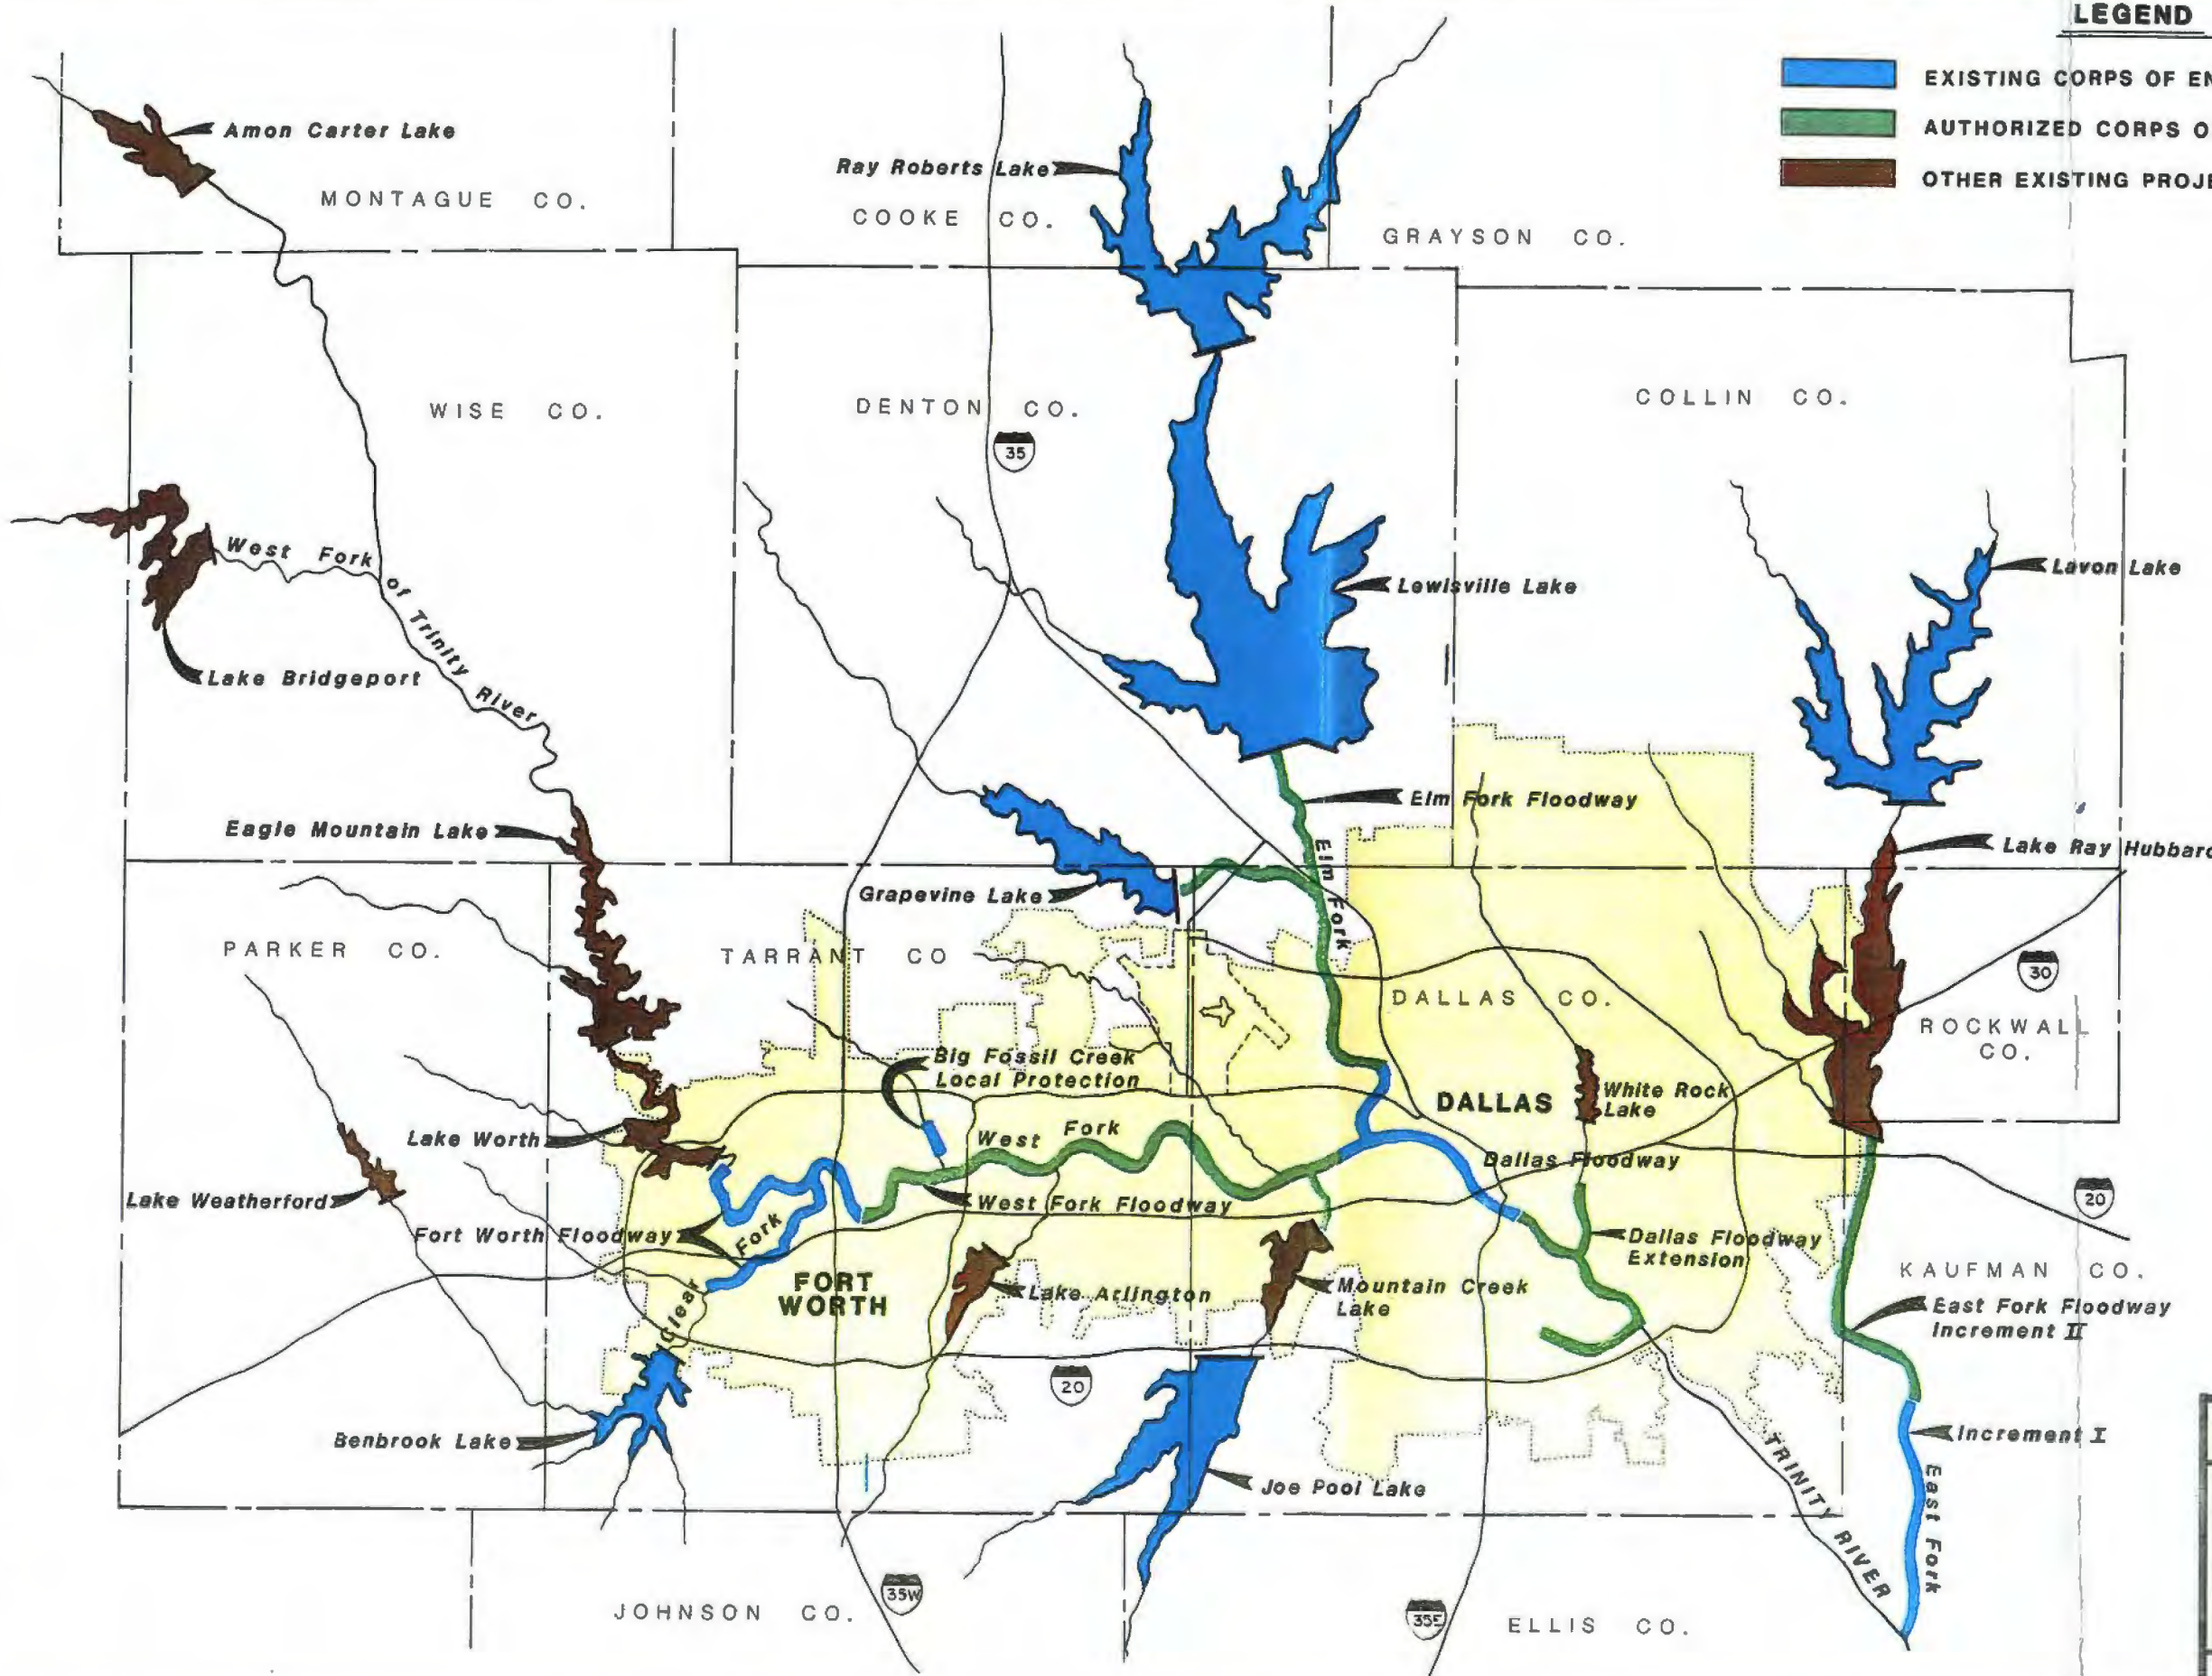 LEGEND
EXISTING CORPS OF EN
AUTHORIZED CORPS O
OTHER EXISTING PROJE
Amon Carter Lake
MONTAGUE CO.
Ray Roberts Lake
COOKE CO.
GRAYSON CO.
WISE CO.
DENTON CO.
COLLIN CO.
35
West Fork of Trinity River
Lake Bridgeport
Lewisville Lake
Lavon Lake
Eagle Mountain Lake
Elm Fork Floodway
Elm Fork
Lake Ray Hubbard
Grapevine Lake
PARKER CO.
TARRANT CO
DALLAS CO.
30
ROCKWALL
CO.
Big Fossil Creek
Local Protection
DALLAS
White Rock
Lake
Lake Worth
West Fork
Dallas Floodway
Lake Weatherford
West Fork Floodway
20
Fort Worth Floodway
Clear Fork
Dallas Floodway
Extension
FORT
WORTH
Lake Arlington
Mountain Creek
Lake
KAUFMAN CO.
East Fork Floodway
Increment II
20
Benbrook Lake
Increment I
Joe Pool Lake
TRINITY RIVER
East Fork
JOHNSON CO.
35W
35E
ELLIS CO.